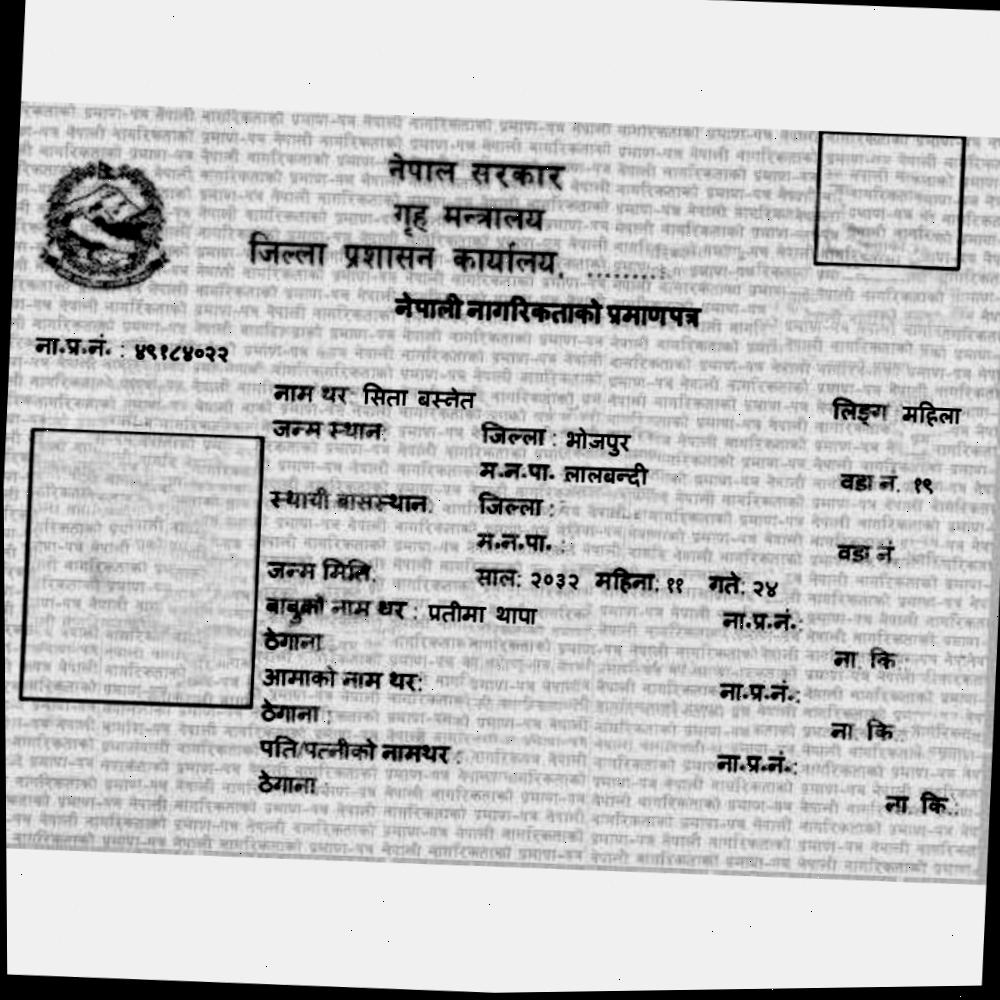 नेपाल सरकार
गृह मन्त्रालय
जिल्ला प्रशासन कार्यालय, .........
नेपाली नागरिकताको प्रमाणपत्र
ना.प्र.नं. : ४९१८४०२२
नाम थर: सिता बस्नेत लिङ्ग महिला
जन्म स्थान: जिल्ला : भोजपुर
म.न.पा. लालबन्दी वडा नं. १९
स्थायी बासस्थान: जिल्ला :
म.न.पा. : वडा नं.
जन्म मिति: साल: २०३२ महिना: ११ गते: २४
बाबुको नाम थर : प्रतीमा थापा ना.प्र.नं.:
ठेगाना ना. कि.:
आमाको नाम थर: ना.प्र.नं.:
ठेगाना : ना. कि.:
पति/पत्नीको नामथर : ना.प्र.नं.:
ठेगाना : ना. कि.: